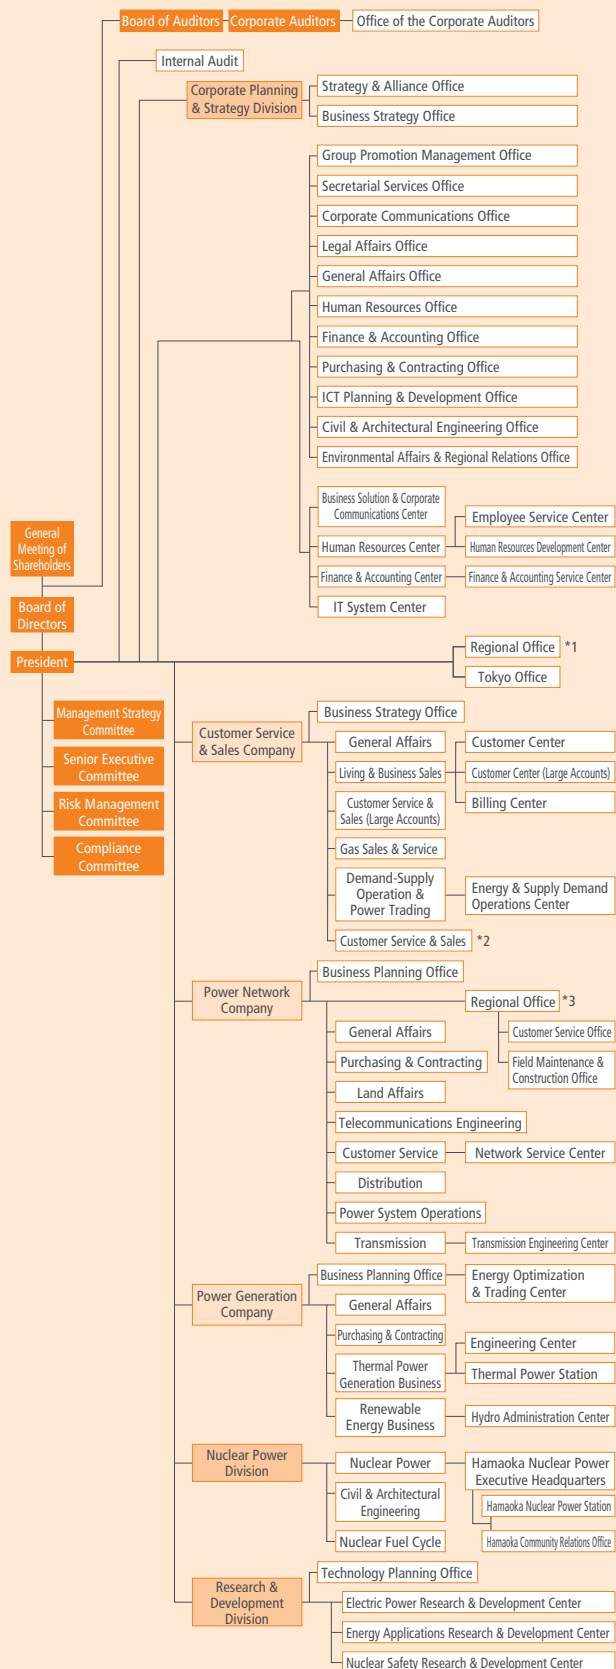 Board of Auditors
Corporate Auditors
Office of the Corporate Auditors
Internal Audit
Corporate Planning
& Strategy Division
Strategy & Alliance Office
Business Strategy Office
Group Promotion Management Office
Secretarial Services Office
Corporate Communications Office
Legal Affairs Office
General Affairs Office
Human Resources Office
Finance & Accounting Office
Purchasing & Contracting Office
ICT Planning & Development Office
Civil & Architectural Engineering Office
Environmental Affairs & Regional Relations Office
Business Solution & Corporate
Communications Center
Human Resources Center
Employee Service Center
Human Resources Development Center
Finance & Accounting Center
Finance & Accounting Service Center
IT System Center
General
Meeting of
Shareholders
Board of
Directors
President
Regional Office *1
Tokyo Office
Management Strategy
Committee
Senior Executive
Committee
Risk Management
Committee
Compliance
Committee
Customer Service
& Sales Company
Business Strategy Office
General Affairs
Living & Business Sales
Customer Center
Customer Center (Large Accounts)
Billing Center
Customer Service &
Sales (Large Accounts)
Gas Sales & Service
Demand-Supply
Operation &
Power Trading
Energy & Supply Demand
Operations Center
Customer Service & Sales *2
Power Network
Company
Business Planning Office
Regional Office *3
Customer Service Office
Field Maintenance &
Construction Office
General Affairs
Purchasing & Contracting
Land Affairs
Telecommunications Engineering
Customer Service
Network Service Center
Distribution
Power System Operations
Transmission
Transmission Engineering Center
Power Generation
Company
Business Planning Office
Energy Optimization
& Trading Center
General Affairs
Purchasing & Contracting
Thermal Power
Generation Business
Engineering Center
Thermal Power Station
Renewable
Energy Business
Hydro Administration Center
Nuclear Power
Division
Nuclear Power
Hamaoka Nuclear Power
Executive Headquarters
Hamaoka Nuclear Power Station
Hamaoka Community Relations Office
Civil & Architectural
Engineering
Nuclear Fuel Cycle
Research &
Development
Division
Technology Planning Office
Electric Power Research & Development Center
Energy Applications Research & Development Center
Nuclear Safety Research & Development Center